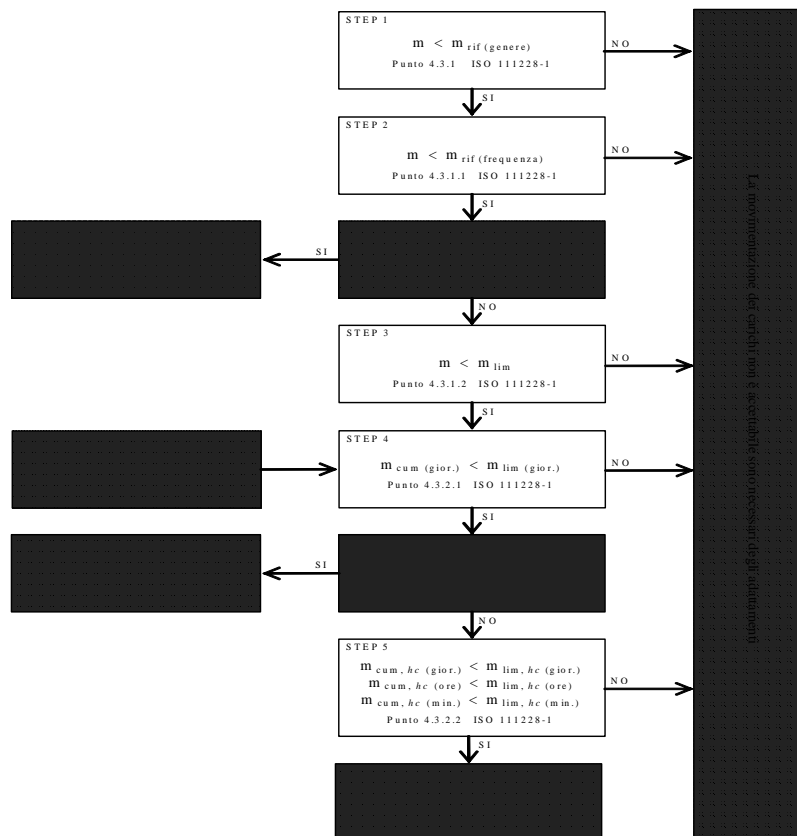 STEP 1
m < m rif (genere)
Punto 4.3.1 ISO 111228-1
NO
SI
STEP 2
m < m rif (frequenza)
Punto 4.3.1.1 ISO 111228-1
NO
SI
SI
NO
STEP 3
m < m lim
Punto 4.3.1.2 ISO 111228-1
NO
SI
STEP 4
m cum (gior.) < m lim (gior.)
Punto 4.3.2.1 ISO 111228-1
NO
SI
SI
NO
STEP 5
m cum, hc (gior.) < m lim, hc (gior.)
m cum, hc (ore) < m lim, hc (ore)
m cum, hc (min.) < m lim, hc (min.)
Punto 4.3.2.2 ISO 111228-1
NO
SI
La movimentazione dei carichi non è accettabile sono necessari degli adattamenti